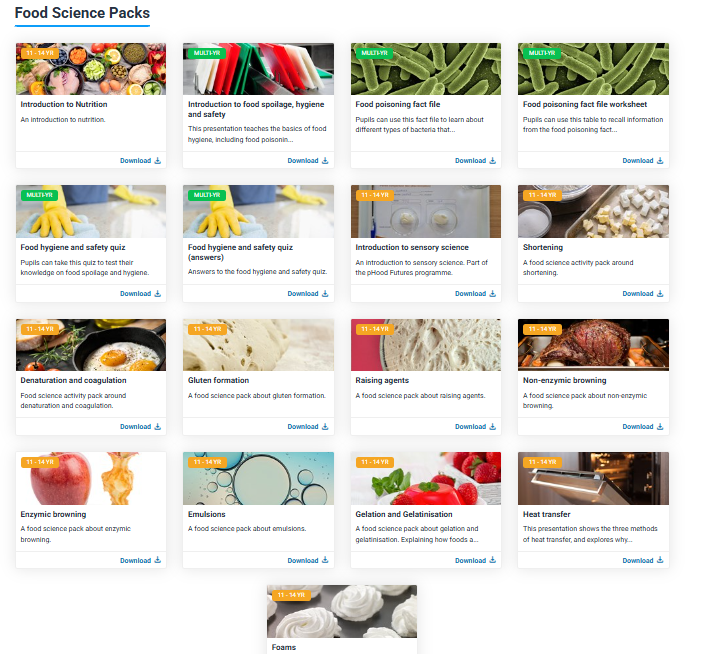 Food Science Packs
11 - 14 YR
MULTI-YR
MULTI-YR
MULTI-YR
Introduction to Nutrition
An introduction to nutrition.
Download
Introduction to food spoilage, hygiene
and safety
This presentation teaches the basics of food
hygiene, including food poisonin...
Download
Food poisoning fact file
Pupils can use this fact file to learn about
different types of bacteria that...
Download
Food poisoning fact file worksheet
Pupils can use this table to recall information
from the food poisoning fact...
Download
MULTI-YR
MULTI-YR
11 - 14 YR
11 - 14 YR
Food hygiene and safety quiz
Pupils can take this quiz to test their
knowledge on food spoilage and hygiene.
Download
Food hygiene and safety quiz
(answers)
Answers to the food hygiene and safety quiz.
Download
Introduction to sensory science
An introduction to sensory science. Part of
the pHood Futures programme.
Download
Shortening
A food science activity pack around
shortening.
Download
11 - 14 YR
11 - 14 YR
11 - 14 YR
11 - 14 YR
Denaturation and coagulation
Food science activity pack around
denaturation and coagulation.
Download
Gluten formation
A food science pack about gluten formation.
Download
Raising agents
A food science pack about raising agents.
Download
Non-enzymic browning
A food science pack about non-enzymic
browning.
Download
11 - 14 YR
11 - 14 YR
11 - 14 YR
11 - 14 YR
Enzymic browning
A food science pack about enzymic
browning.
Download
Emulsions
A food science pack about emulsions.
Download
Gelation and Gelatinisation
A food science pack about gelation and
gelatinisation. Explaining how foods a...
Download
Heat transfer
This presentation shows the three methods
of heat transfer, and explores why...
Download
11 - 14 YR
Foams